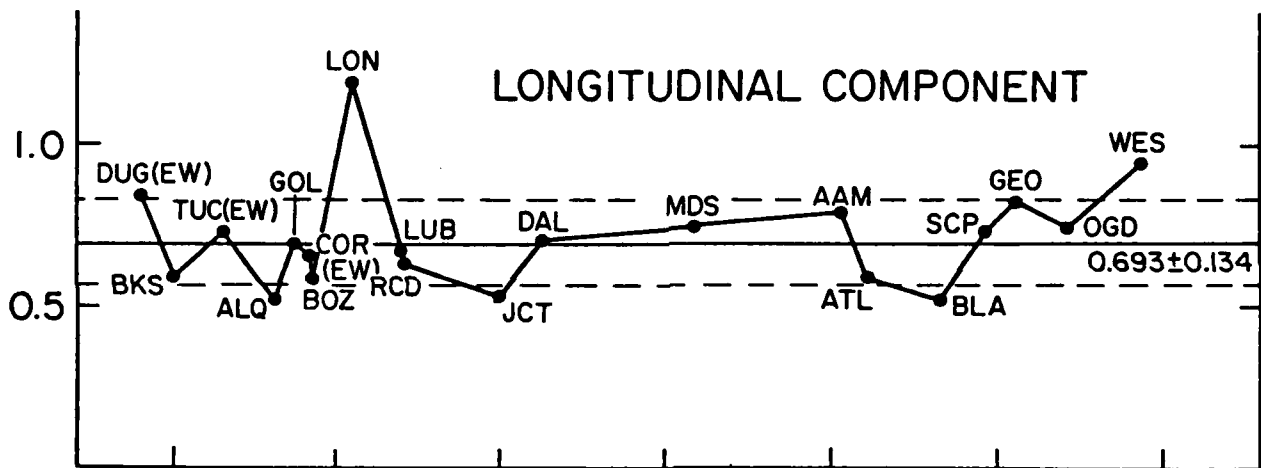 LON
LONGITUDINAL COMPONENT
1.0
WES
DUG(EW)
GOL
GEO
TUC(EW)
AAM
MDS
DAL
LUB
SCP
OGD
COR
(EW)
0.693±0.134
BKS
RCD
BOZ
ALQ
ATL
BLA
JCT
0.5